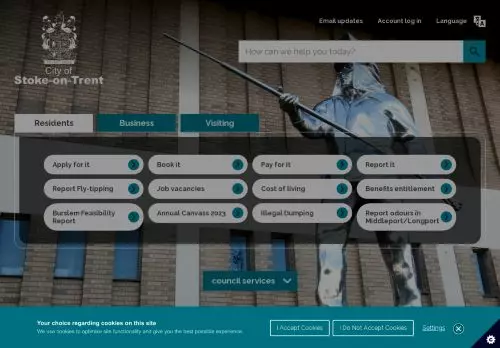 Email updates
Account log in
Language
City of
Stoke-on-Trent
How can we help you today?
Residents
Business
Visiting
Apply for it
Book it
Pay for it
Report it
Report Fly-tipping
Job vacancies
Cost of living
Benefits entitlement
Burslem Feasibility
Report
Annual Canvass 2023
Illegal Dumping
Report odours in
Middleport/Longport
council services
Your choice regarding cookies on this site
We use cookies to optimise site functionality and give you the best possible experience.
I Accept Cookies
I Do Not Accept Cookies
Settings